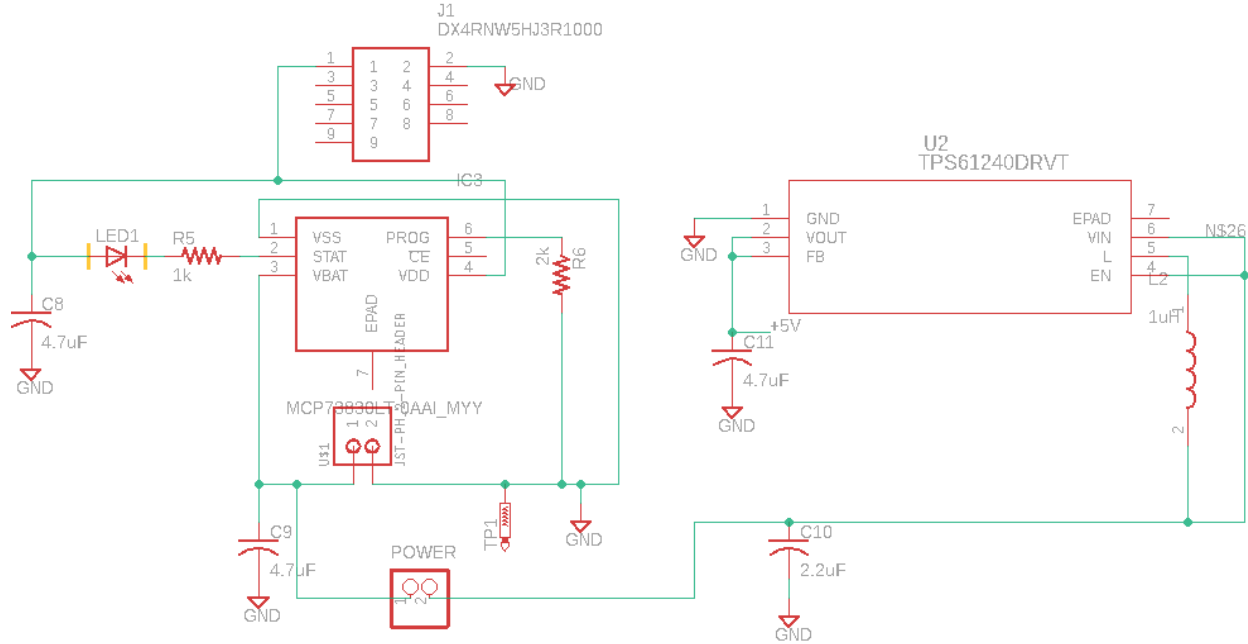 J1
DX4RNW5HJ3R1000
1 1 2 2
3 3 4 4
5 5 6 6
7 7 8 8
9 9
GND
IC3
1 VSS PROG 6
2 STAT CE 5
3 VBAT VDD 4
EPAD
7
MCP73830LT-0AAI_MYY
LED1
R5
1k
2k
R6
C8
4.7uF
GND
U$1
1 2
JST-PH-2-PIN_HEADER
C9
4.7uF
GND
TP1
GND
POWER
1 2
U2
TPS61240DRVT
1 GND EPAD 7
2 VOUT VIN 6
3 FB L 5
EN 4
GND
N$26
L2
1uH
1
2
+5V
C11
4.7uF
GND
C10
2.2uF
GND